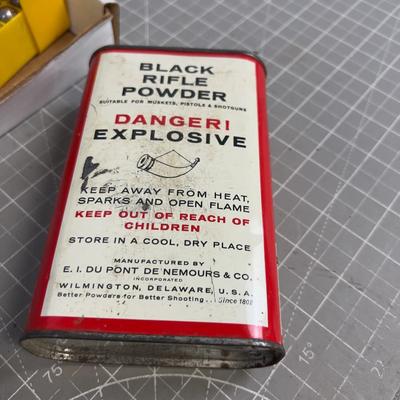 BLACK
RIFLE
POWDER
SUITABLE FOR MUSKETS, PISTOLS & SHOTGUNS
DANGER!
EXPLOSIVE
KEEP AWAY FROM HEAT,
SPARKS AND OPEN FLAME
KEEP OUT OF REACH OF
CHILDREN
STORE IN A COOL, DRY PLACE
MANUFACTURED BY
E. I. DU PONT DE NEMOURS & CO.
INCORPORATED
WILMINGTON, DELAWARE, U. S. A.
Better Powders for Better Shooting... Since 1802
15°